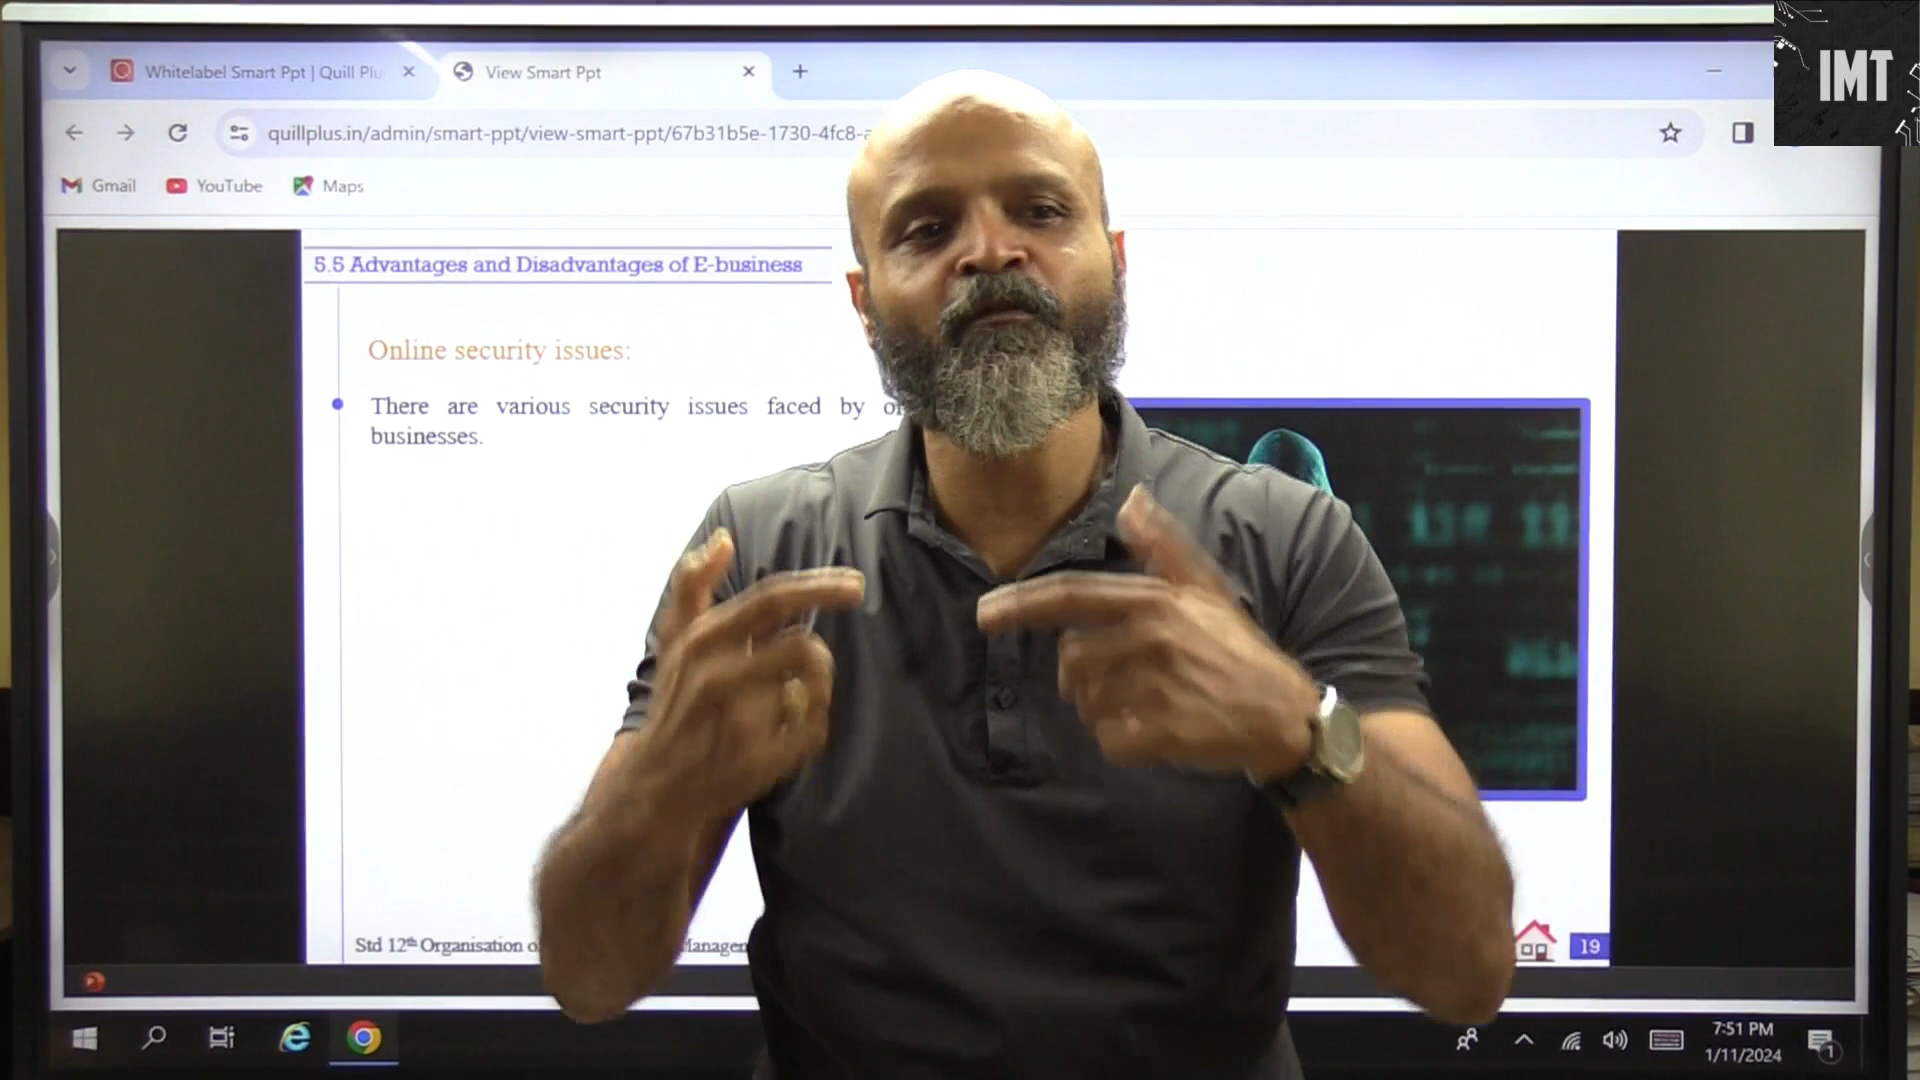 Whitelabel Smart Ppt | Quill Plu
View Smart Ppt
IMT
quillplus.in/admin/smart-ppt/view-smart-ppt/67b31b5e-1730-4fc8-
Gmail
YouTube
Maps
5.5 Advantages and Disadvantages of E-business
Online security issues:
There are various security issues faced by
businesses.
Std 12th Organisation
19
7:51 PM
1/11/2024
1